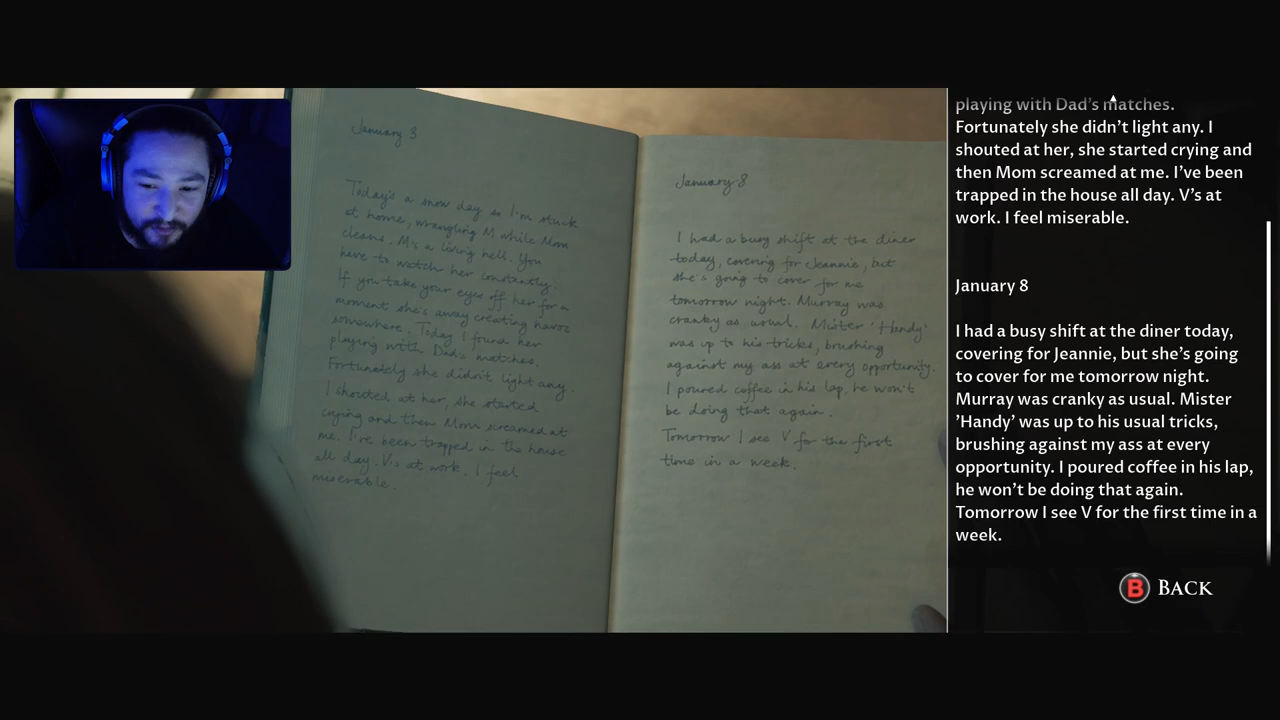 January 3
Today's a snow day so I'm stuck
at home, wrangling M while Mom
cleans. M's a living hell. You
have to watch her constantly.
If you take your eyes off her for a
moment she's away creating havoc
somewhere. Today I found her
playing with Dad's matches.
Fortunately she didn't light any.
I shouted at her, she started
crying and then Mom screamed at
me. I've been trapped in the house
all day. V's at work. I feel
miserable.
January 8
I had a busy shift at the diner
today, covering for Jeannie, but
she's going to cover for me
tomorrow night. Murray was
cranky as usual. Mister 'Handy'
was up to his tricks, brushing
against my ass at every opportunity.
I poured coffee in his lap, he won't
be doing that again.
Tomorrow I see V for the first
time in a week.
playing with Dad's matches.
Fortunately she didn't light any. I
shouted at her, she started crying and
then Mom screamed at me. I've been
trapped in the house all day. V's at
work. I feel miserable.
January 8
I had a busy shift at the diner today,
covering for Jeannie, but she's going
to cover for me tomorrow night.
Murray was cranky as usual. Mister
'Handy' was up to his usual tricks,
brushing against my ass at every
opportunity. I poured coffee in his lap,
he won't be doing that again.
Tomorrow I see V for the first time in a
week.
B BACK